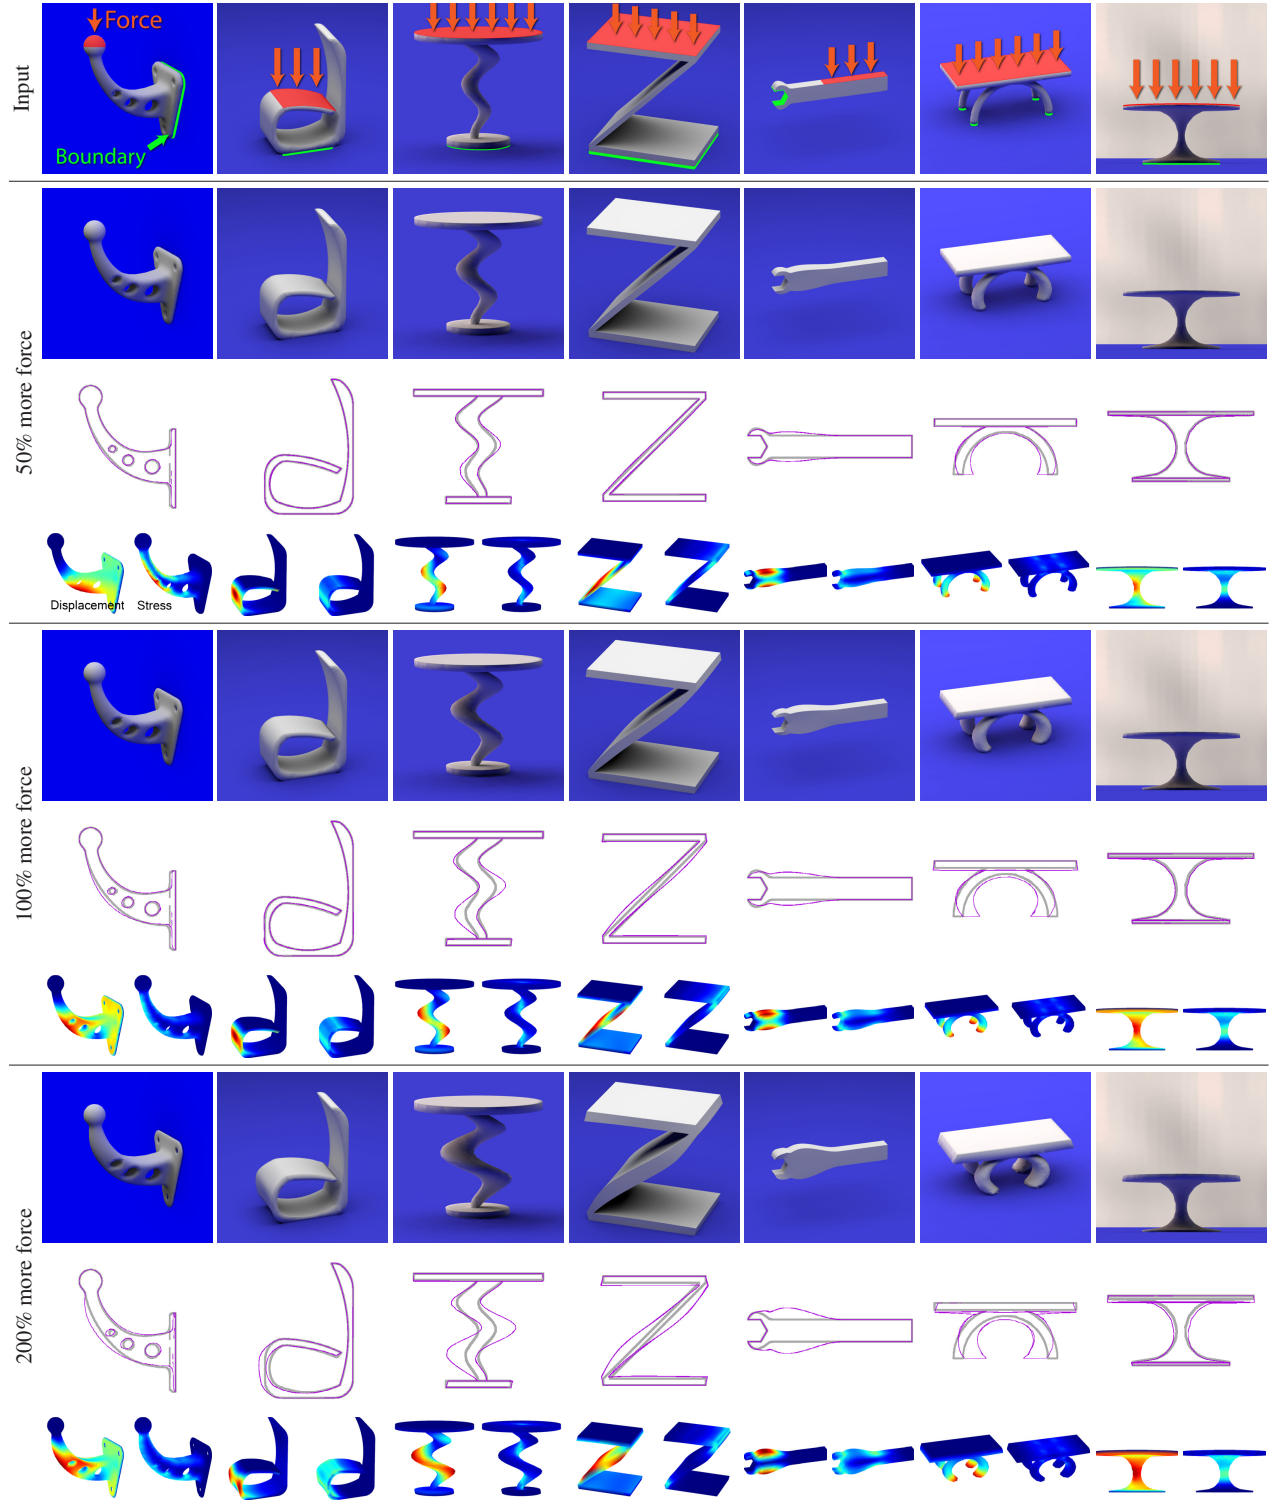 Input
Force
Boundary
50% more force
Displacement
Stress
100% more force
200% more force